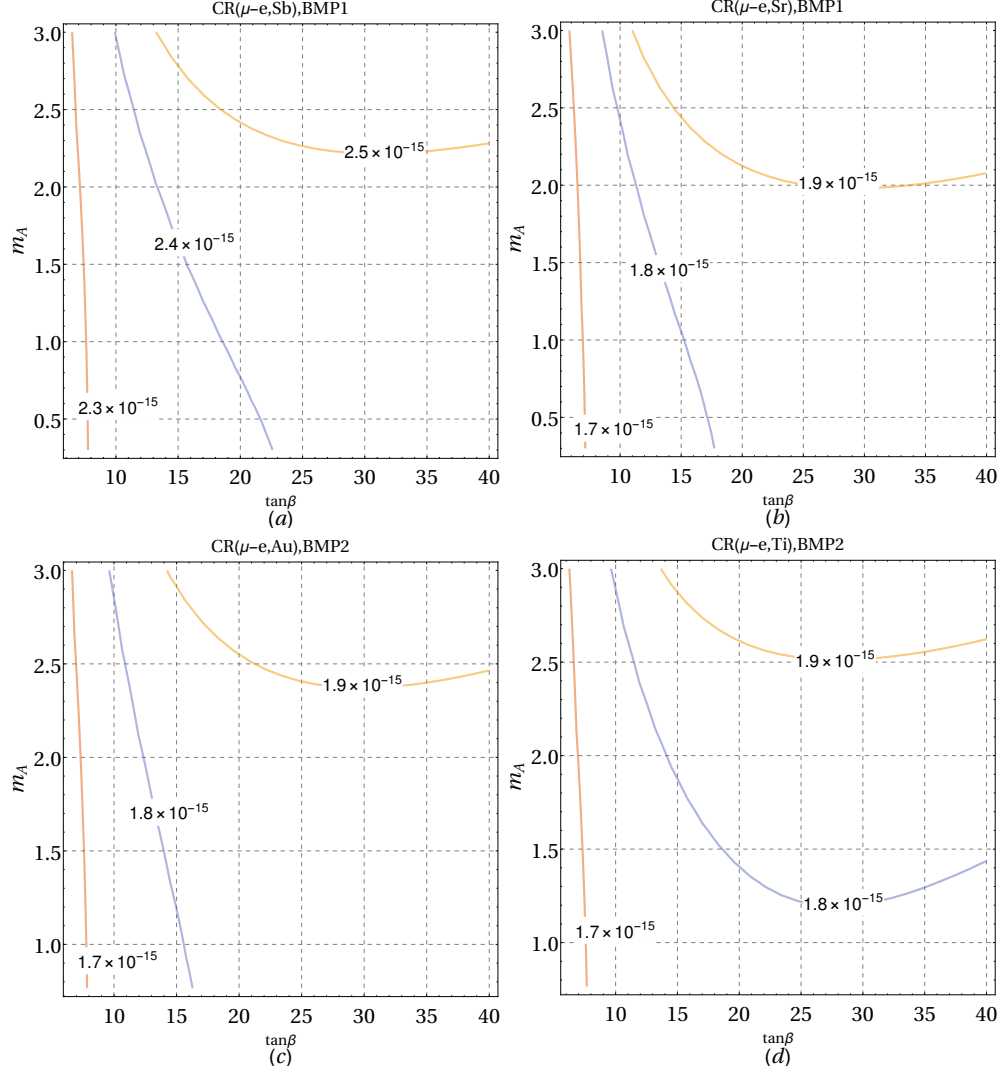 CR(μ−e,Sb),BMP1
3.0
2.5
2.0
1.5
1.0
0.5
m_A
2.5×10⁻¹⁵
2.4×10⁻¹⁵
2.3×10⁻¹⁵
10 15 20 25 30 35 40
tanβ
(a)
CR(μ−e,Sr),BMP1
3.0
2.5
2.0
1.5
1.0
0.5
m_A
1.9×10⁻¹⁵
1.8×10⁻¹⁵
1.7×10⁻¹⁵
10 15 20 25 30 35 40
tanβ
(b)
CR(μ−e,Au),BMP2
3.0
2.5
2.0
1.5
1.0
m_A
1.9×10⁻¹⁵
1.8×10⁻¹⁵
1.7×10⁻¹⁵
10 15 20 25 30 35 40
tanβ
(c)
CR(μ−e,Ti),BMP2
3.0
2.5
2.0
1.5
1.0
m_A
1.9×10⁻¹⁵
1.8×10⁻¹⁵
1.7×10⁻¹⁵
10 15 20 25 30 35 40
tanβ
(d)